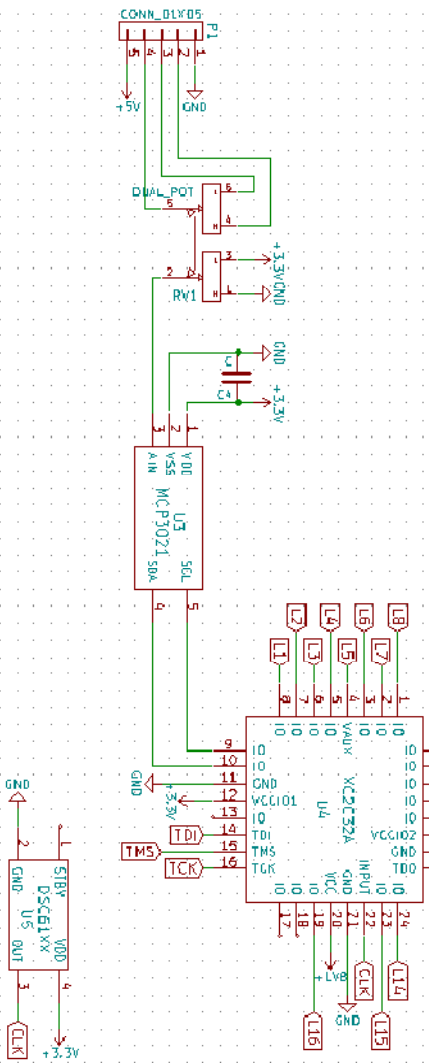 CONN_01X05
P1
5
4
3
2
1
+5V
GND
DUAL_POT
6
5
4
2
3
1
+3.3V
GND
RV1
GND
C
C4
+3.3V
3
2
1
AIN
VSS
VDD
U3
MCP3021
SDA
SCL
4
5
L2
L4
L6
L8
L1
L3
L5
L7
8
7
6
5
4
3
2
1
IO
IO
IO
IO
VAUX
IO
IO
IO
9
IO
IO
10
IO
IO
11
GND
IO
12
VCCIO1
IO
13
IO
IO
14
TDI
VCCIO2
15
TMS
GND
16
TCK
TDO
XC2C32A
U4
GND
+3.3V
TDI
TMS
TCK
IO
IO
IO
VCC
GND
INPUT
IO
IO
17
18
19
20
21
22
23
24
L16
+1V8
GND
CLK
L15
L14
GND
2
1
GND
STBY
DSC61XX
U5
OUT
VDD
3
4
CLK
+3.3V